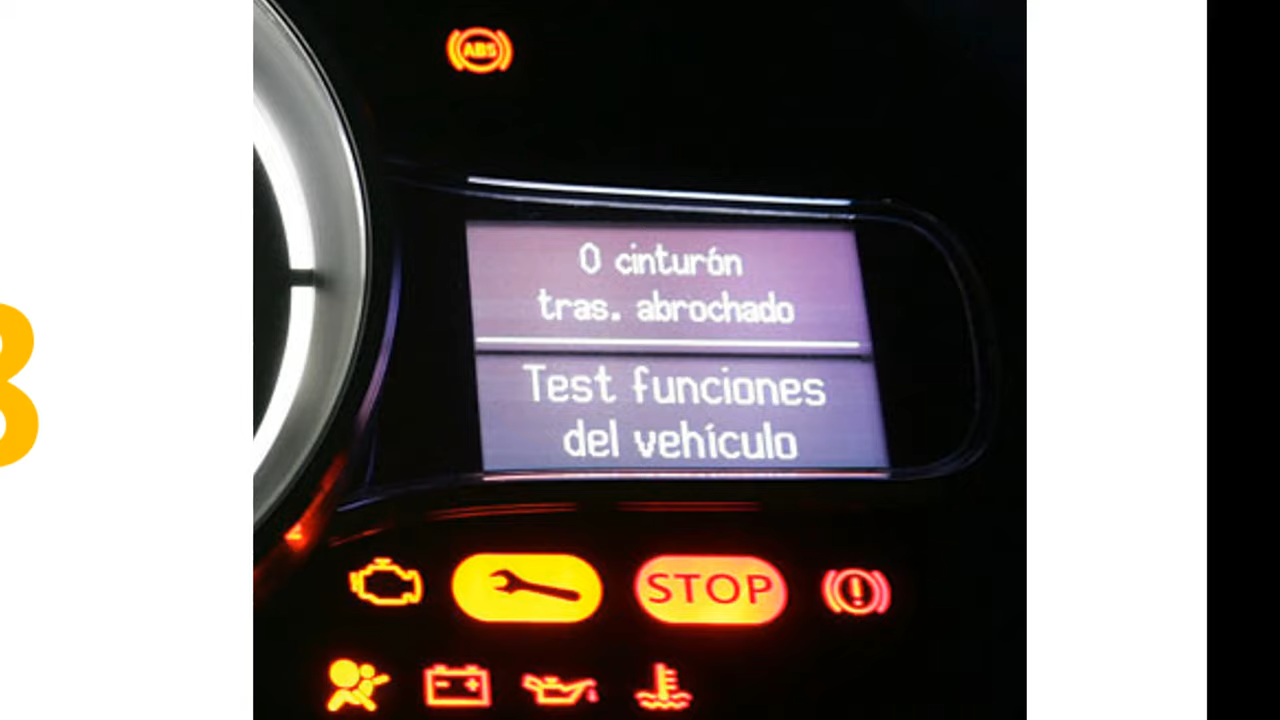 ABS
0 cinturón
tras. abrochado
Test funciones
del vehículo
STOP